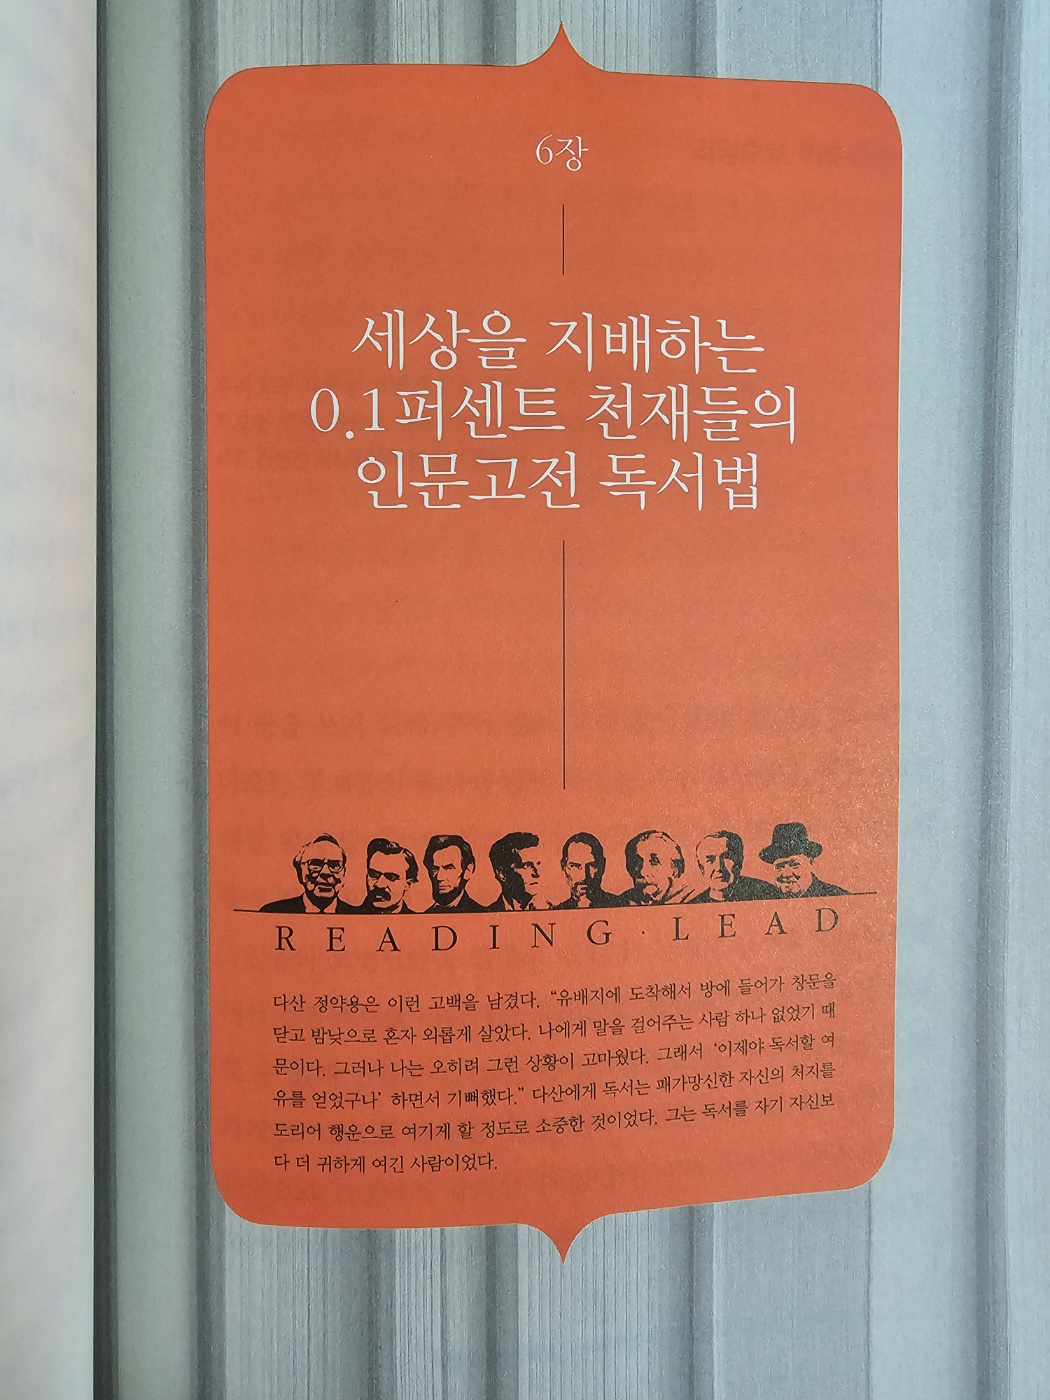 6장
세상을 지배하는
0.1퍼센트 천재들의
인문고전 독서법
READING·LEAD
다산 정약용은 이런 고백을 남겼다. “유배지에 도착해서 방에 들어가 창문을
닫고 밤낮으로 혼자 외롭게 살았다. 나에게 말을 걸어주는 사람 하나 없었기 때
문이다. 그러나 나는 오히려 그런 상황이 고마웠다. 그래서 ‘이제야 독서할 여
유를 얻었구나’ 하면서 기뻐했다.” 다산에게 독서는 패가망신한 자신의 처지를
도리어 행운으로 여기게 할 정도로 소중한 것이었다. 그는 독서를 자기 자신보
다 더 귀하게 여긴 사람이었다.